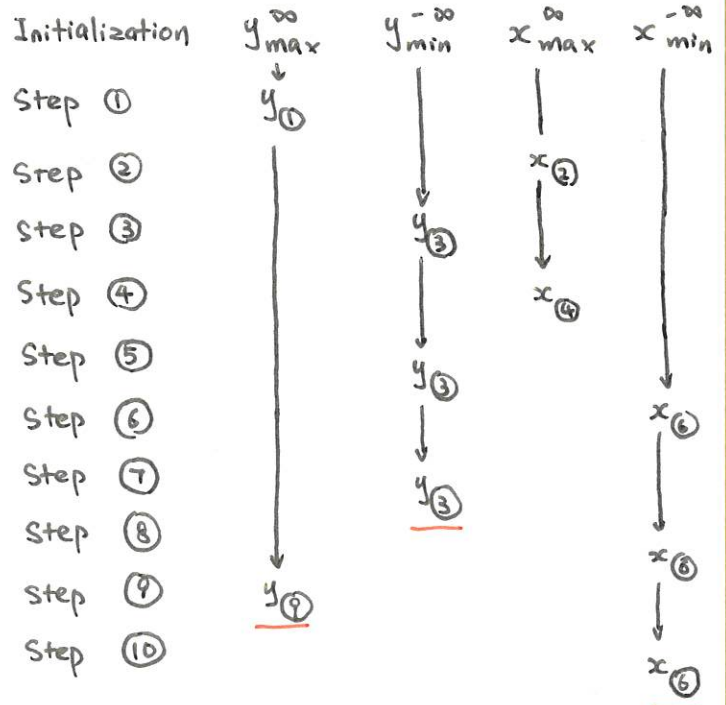 Initialization y max ∞ y min -∞ x max ∞ x min -∞
Step ① y①
Step ② x②
Step ③ y③
Step ④ x④
Step ⑤ y③
Step ⑥ x⑥
Step ⑦ y③
Step ⑧ x⑥
Step ⑨ y⑨
Step ⑩ x⑥